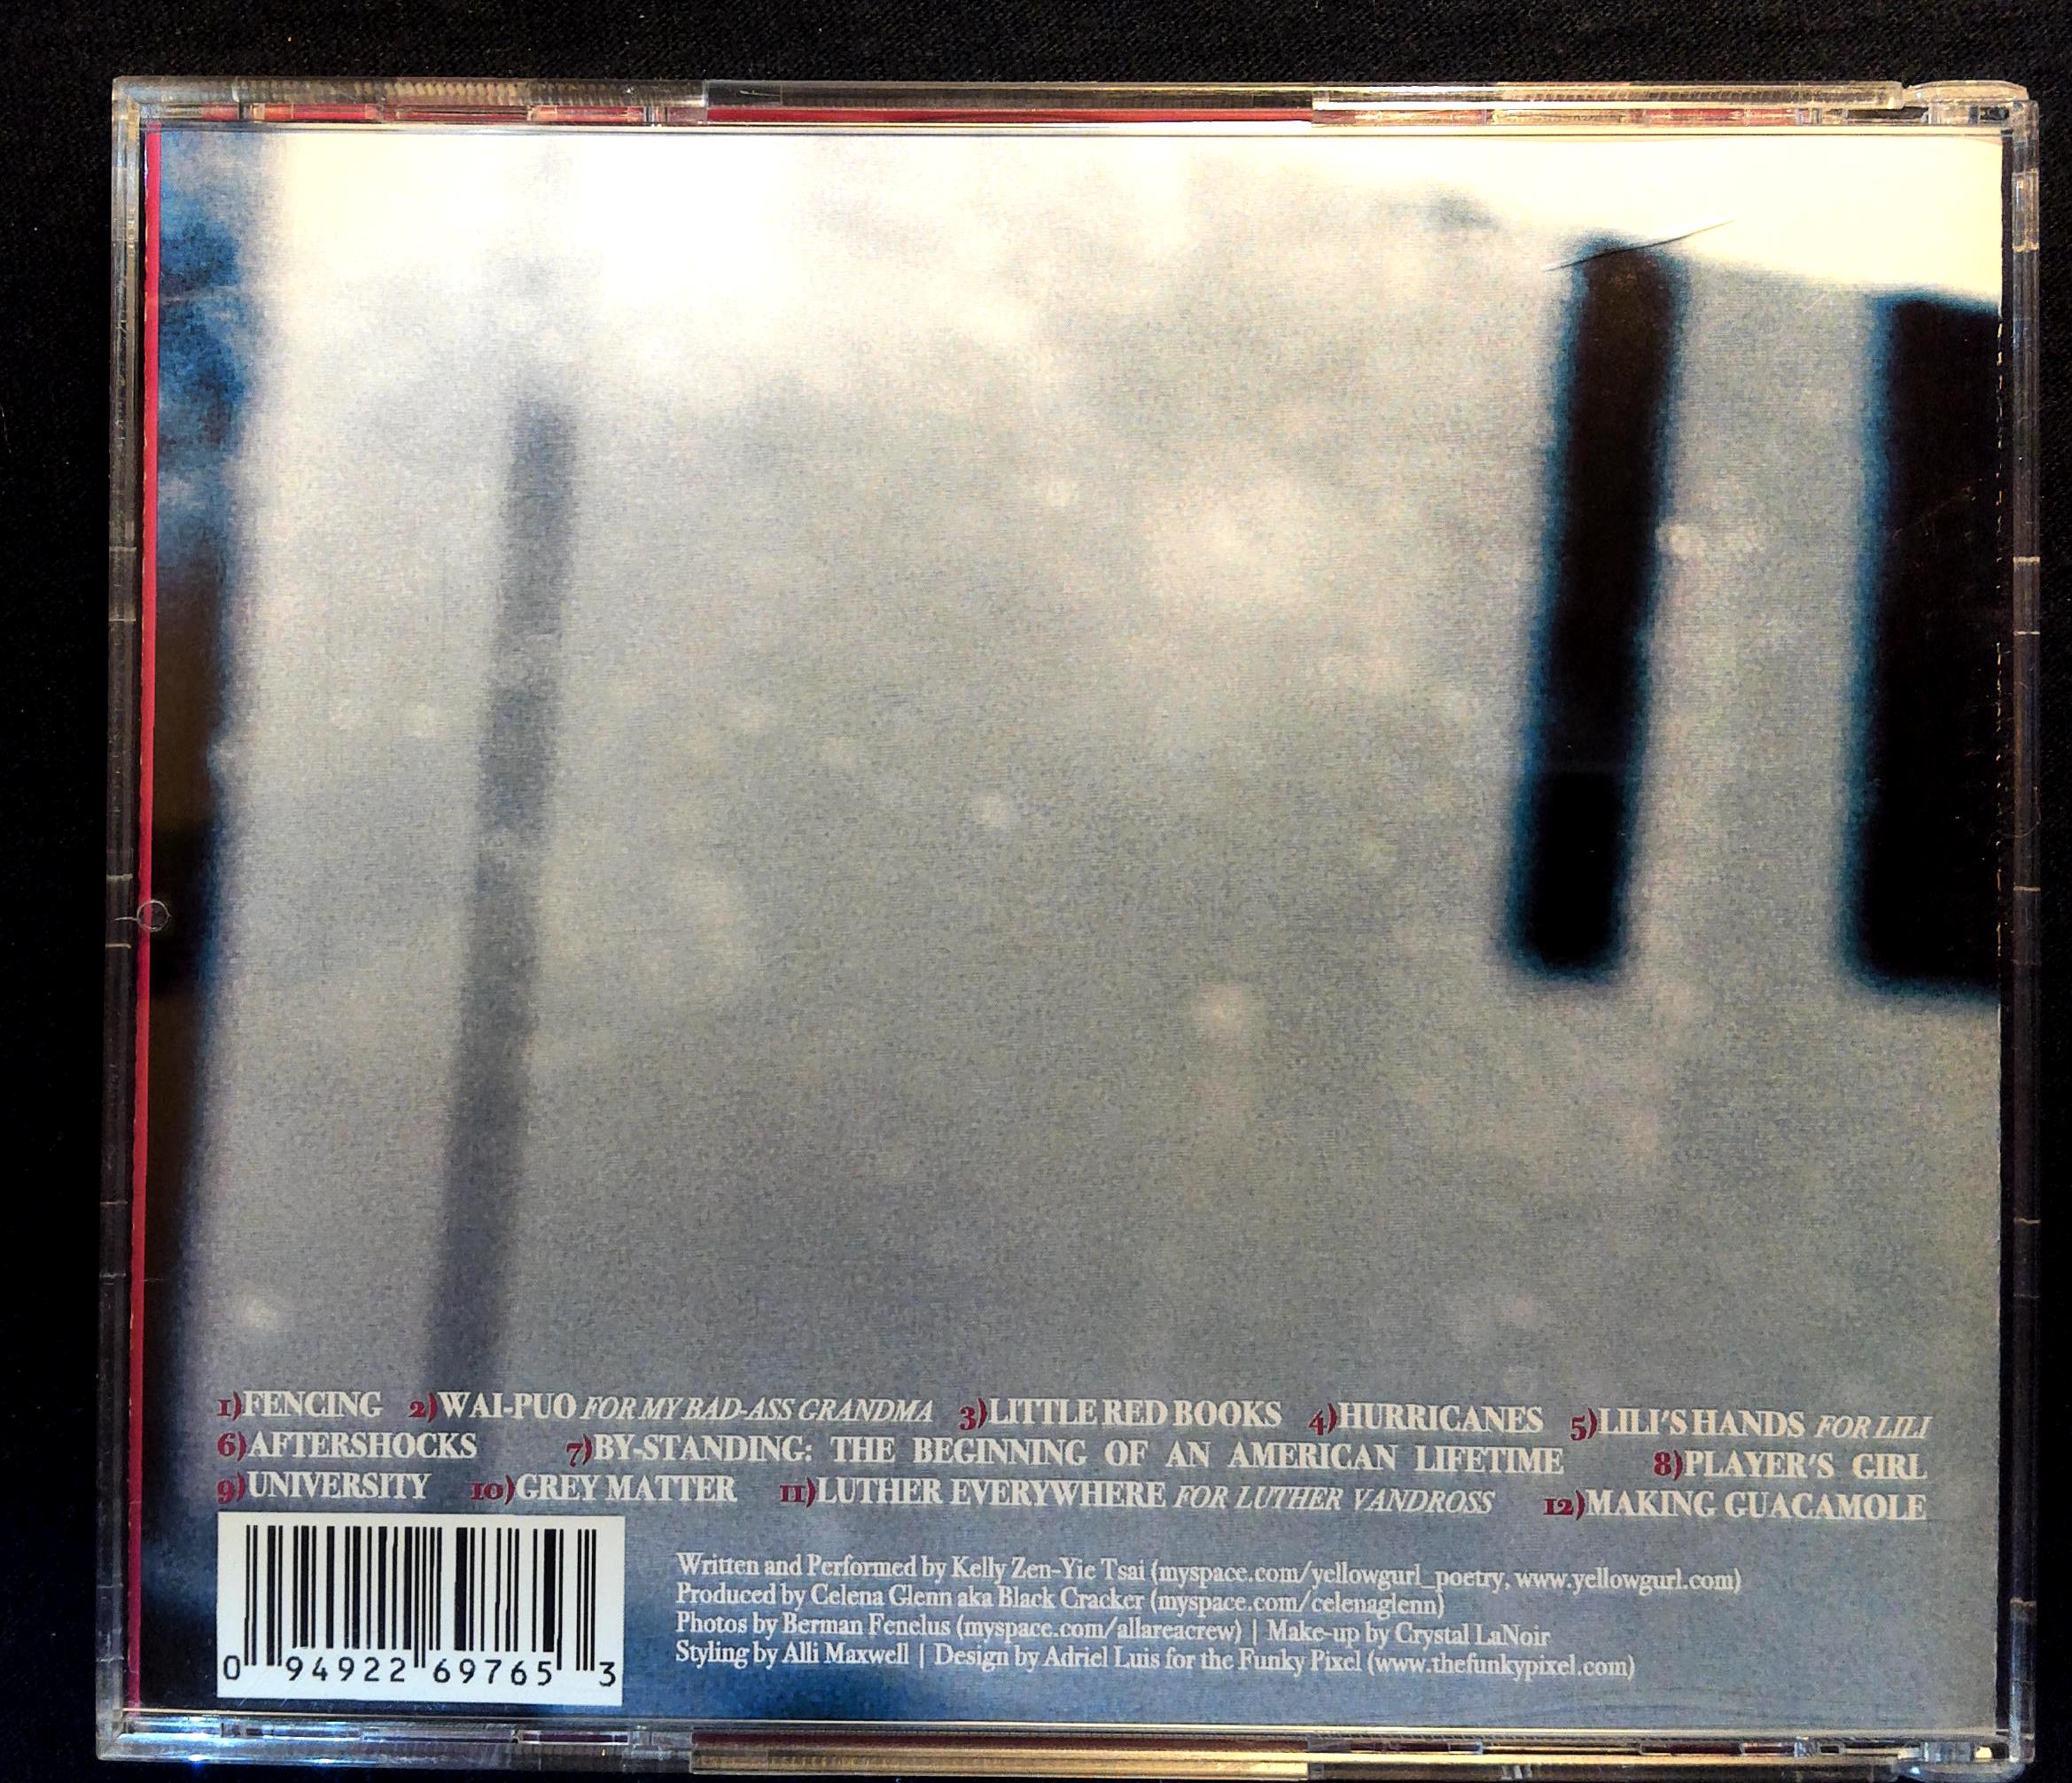 1)FENCING 2)WAI-PUO FOR MY BAD-ASS GRANDMA 3)LITTLE RED BOOKS 4)HURRICANES 5)LILI'S HANDS FOR LILI
6)AFTERSHOCKS 7)BY-STANDING: THE BEGINNING OF AN AMERICAN LIFETIME 8)PLAYER'S GIRL
9)UNIVERSITY 10)GREY MATTER 11)LUTHER EVERYWHERE FOR LUTHER VANDROSS 12)MAKING GUACAMOLE
Written and Performed by Kelly Zen-Yie Tsai (myspace.com/yellowgurl_poetry, www.yellowgurl.com)
Produced by Celena Glenn aka Black Cracker (myspace.com/celenaglenn)
Photos by Berman Fenelus (myspace.com/allareacrew) | Make-up by Crystal LaNoir
Styling by Alli Maxwell | Design by Adriel Luis for the Funky Pixel (www.thefunkypixel.com)
0 94922 69765 3